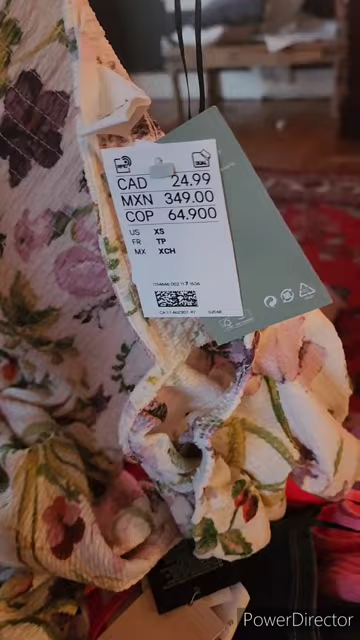 CAD 24.99
MXN 349.00
COP 64.900
US XS
FR TP
MX XCH
PowerDirector